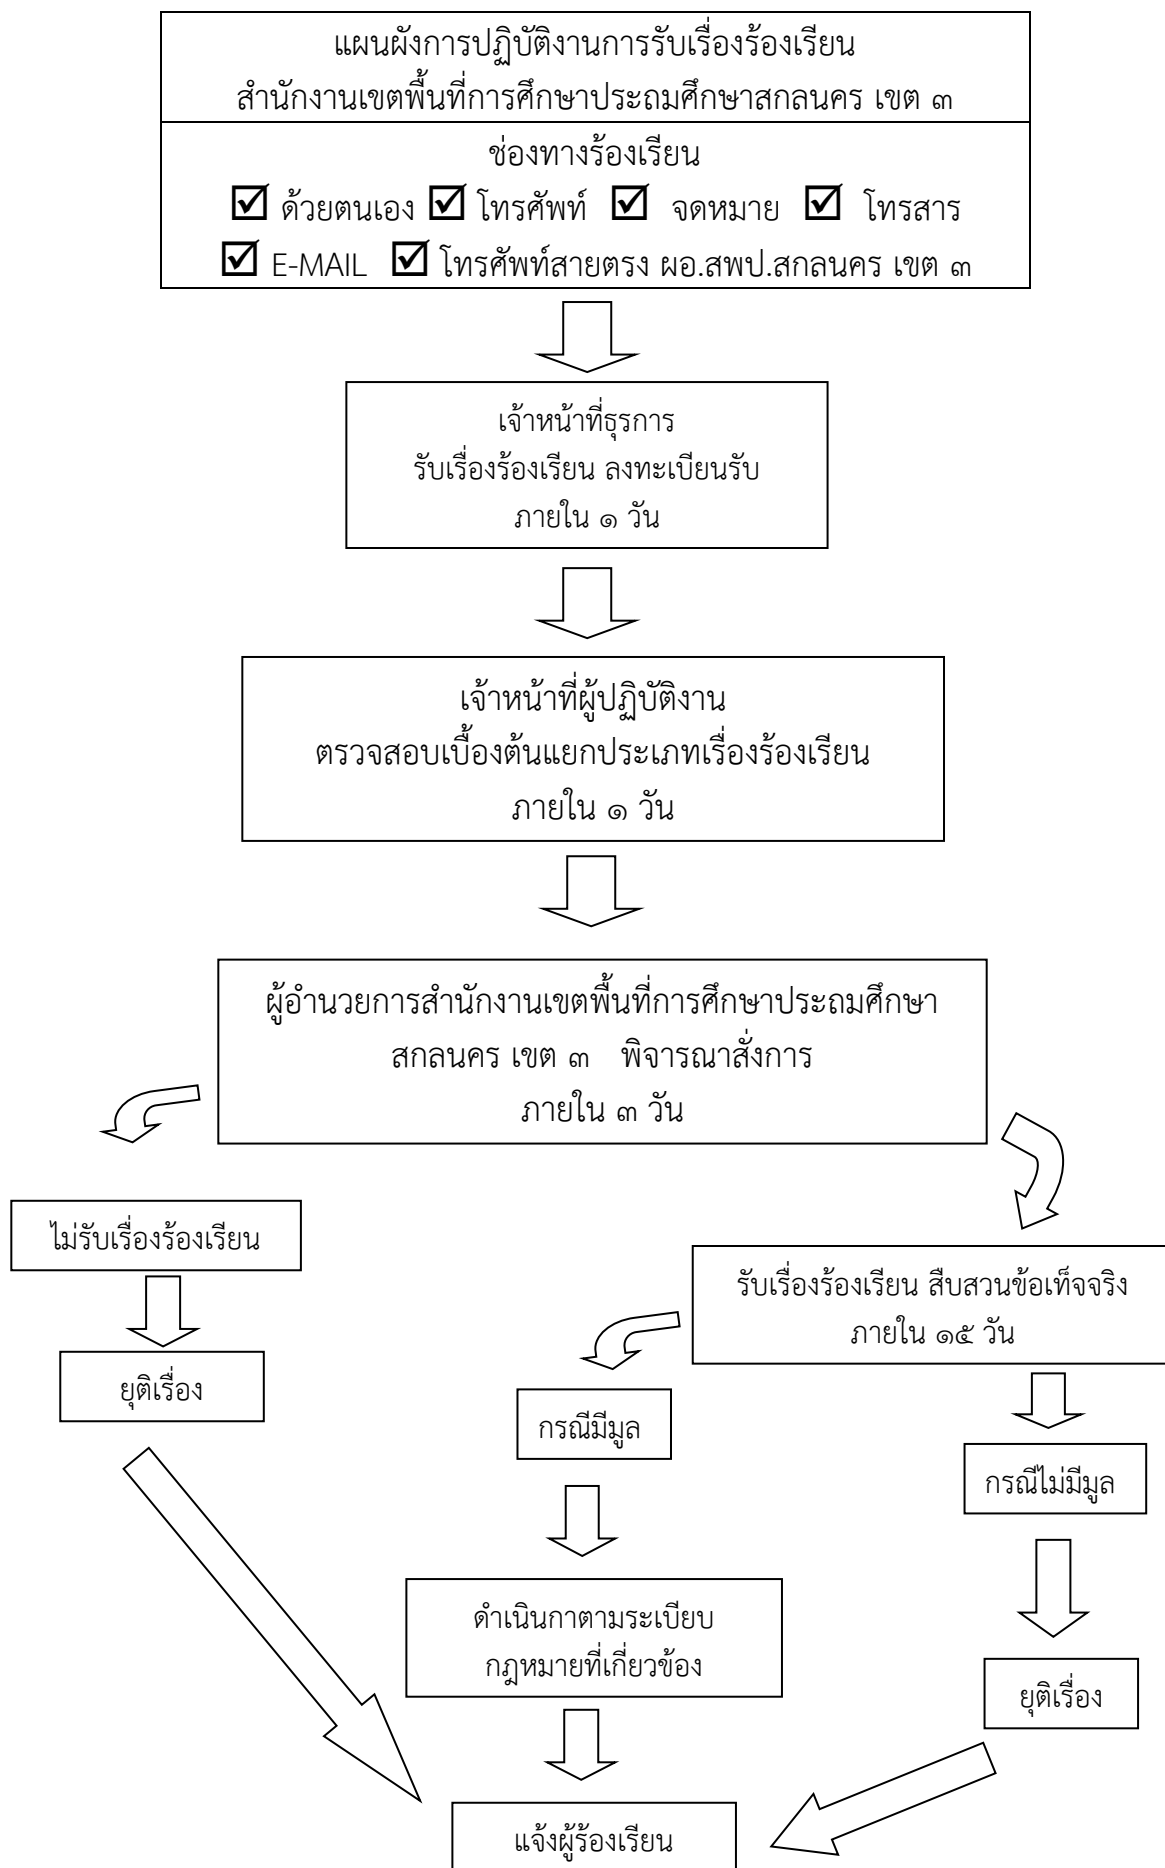 แผนผังการปฏิบัติงานการรับเรื่องร้องเรียน
สำนักงานเขตพื้นที่การศึกษาประถมศึกษาสกลนคร เขต ๓
ช่องทางร้องเรียน
☑ ด้วยตนเอง ☑ โทรศัพท์ ☑ จดหมาย ☑ โทรสาร
☑ E-MAIL ☑ โทรศัพท์สายตรง ผอ.สพป.สกลนคร เขต ๓
เจ้าหน้าที่ธุรการ
รับเรื่องร้องเรียน ลงทะเบียนรับ
ภายใน ๑ วัน
เจ้าหน้าที่ผู้ปฏิบัติงาน
ตรวจสอบเบื้องต้นแยกประเภทเรื่องร้องเรียน
ภายใน ๑ วัน
ผู้อำนวยการสำนักงานเขตพื้นที่การศึกษาประถมศึกษา
สกลนคร เขต ๓ พิจารณาสั่งการ
ภายใน ๓ วัน
ไม่รับเรื่องร้องเรียน
รับเรื่องร้องเรียน สืบสวนข้อเท็จจริง
ภายใน ๑๕ วัน
ยุติเรื่อง
กรณีมีมูล
กรณีไม่มีมูล
ดำเนินกาตามระเบียบ
กฎหมายที่เกี่ยวข้อง
ยุติเรื่อง
แจ้งผู้ร้องเรียน